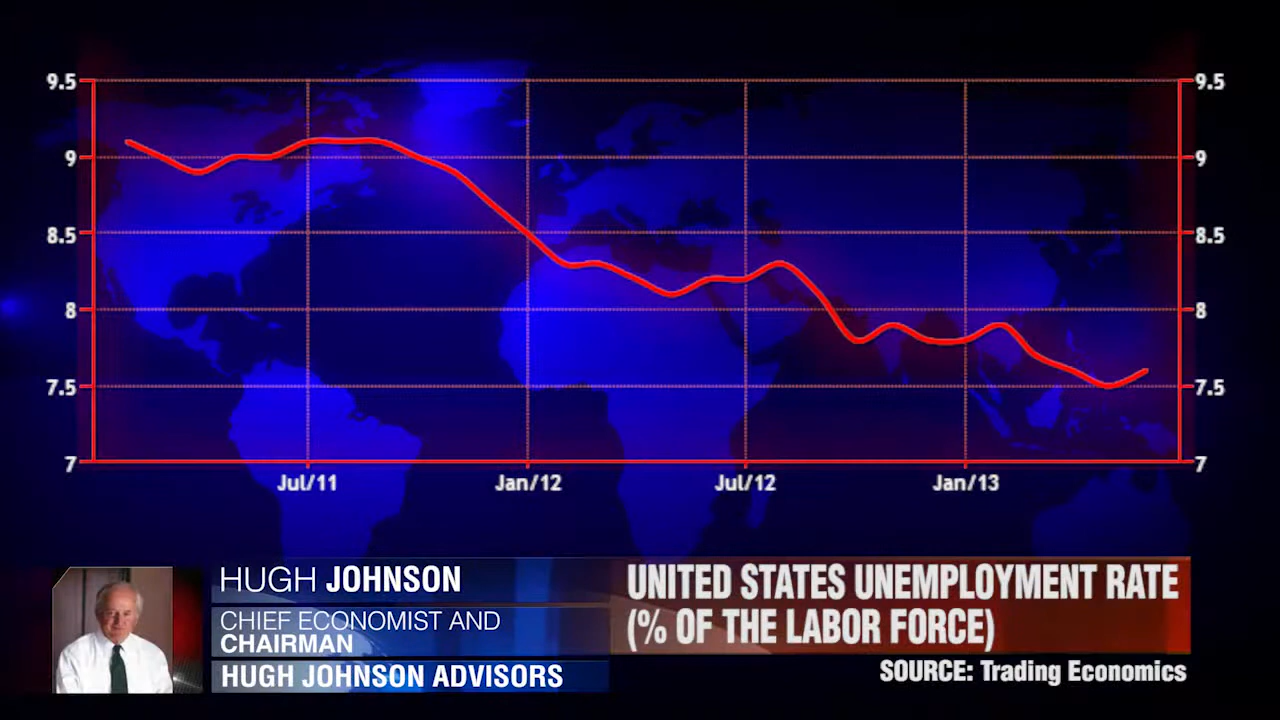 9.5 9.5
9 9
8.5 8.5
8 8
7.5 7.5
7 7
Jul/11 Jan/12 Jul/12 Jan/13
HUGH JOHNSON
CHIEF ECONOMIST AND
CHAIRMAN
HUGH JOHNSON ADVISORS
UNITED STATES UNEMPLOYMENT RATE
(% OF THE LABOR FORCE)
SOURCE: Trading Economics